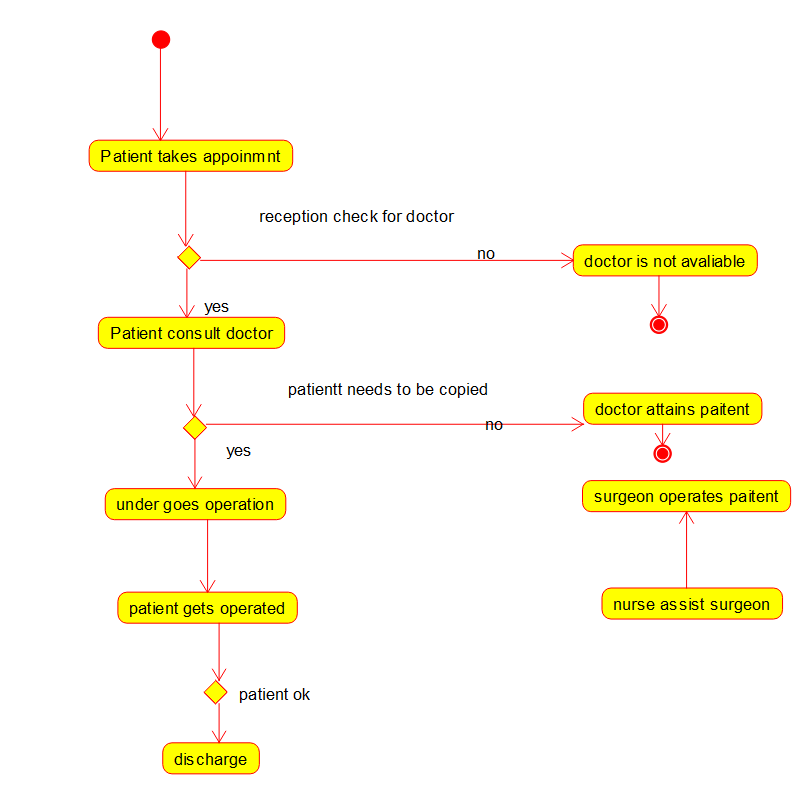 Patient takes appoinmnt
reception check for doctor
no
doctor is not avaliable
yes
Patient consult doctor
patientt needs to be copied
no
doctor attains paitent
yes
under goes operation
surgeon operates paitent
patient gets operated
nurse assist surgeon
patient ok
discharge